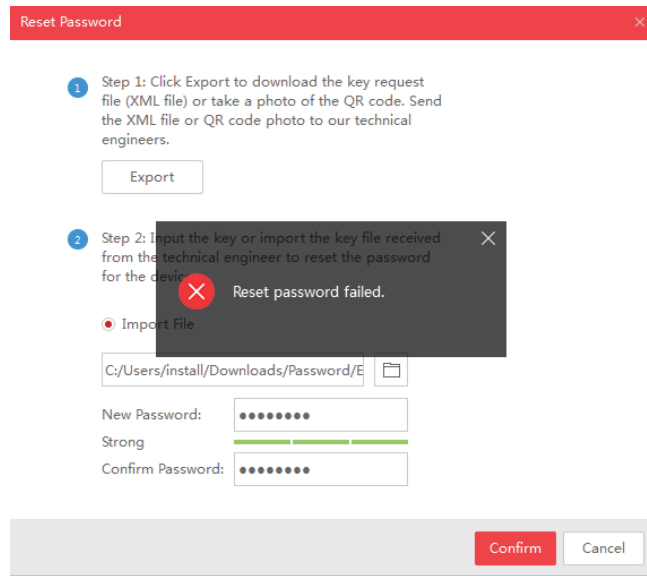 Reset Password
1
Step 1: Click Export to download the key request
file (XML file) or take a photo of the QR code. Send
the XML file or QR code photo to our technical
engineers.
Export
2
Step 2: Input the key or import the key file received
from the technical engineer to reset the password
for the device.
Reset password failed.
Import File
C:/Users/install/Downloads/Password/E
New Password:
Strong
Confirm Password:
Confirm
Cancel